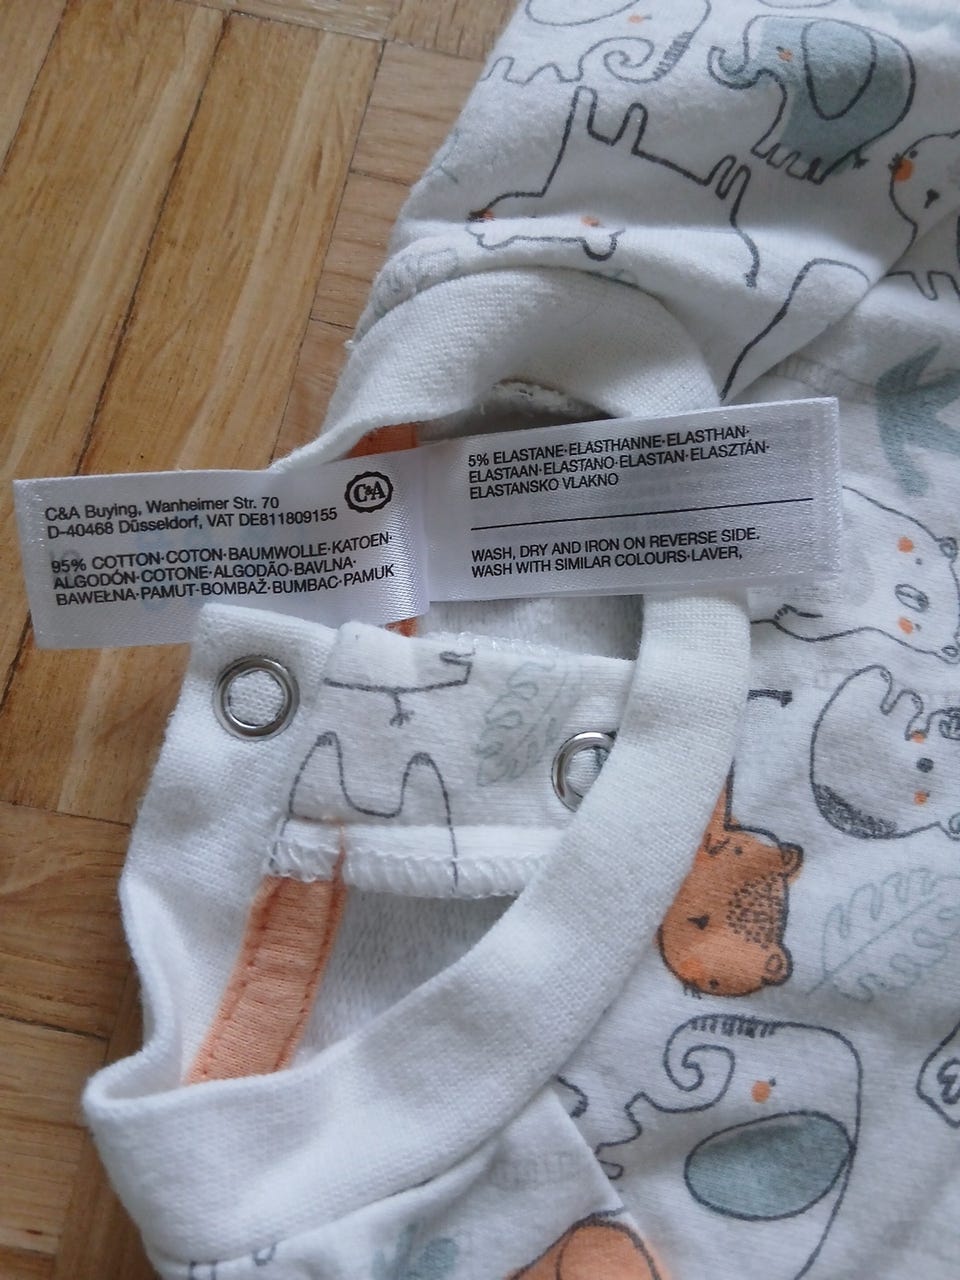 C&A Buying, Wanheimer Str. 70
D-40468 Düsseldorf, VAT DE811809155
C&A
95% COTTON·COTON·BAUMWOLLE·KATOEN·
ALGODÓN·COTONE·ALGODÃO·BAVLNA·
BAWEŁNA·PAMUT·BOMBAŽ·BUMBAC·PAMUK
5% ELASTANE·ELASTHANNE·ELASTHAN·
ELASTAAN·ELASTANO·ELASTAN·ELASZTÁN·
ELASTANSKO VLAKNO
WASH, DRY AND IRON ON REVERSE SIDE.
WASH WITH SIMILAR COLOURS·LAVER,